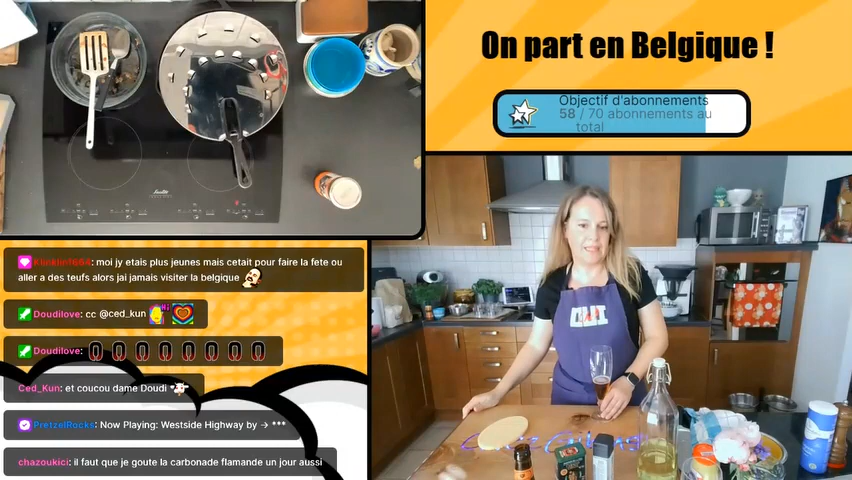 On part en Belgique !
Objectif d'abonnements
58 / 70 abonnements au
total
: moi jy etais plus jeunes mais cetait pour faire la fete ou
aller a des teufs alors jai jamais visiter la belgique
Doudilove: cc @ced_kun
Doudilove:
Ced_Kun: et coucou dame Doudi
PretzelRocks: Now Playing: Westside Highway by -> ***
chazoukici: il faut que je goute la carbonade flamande un jour aussi